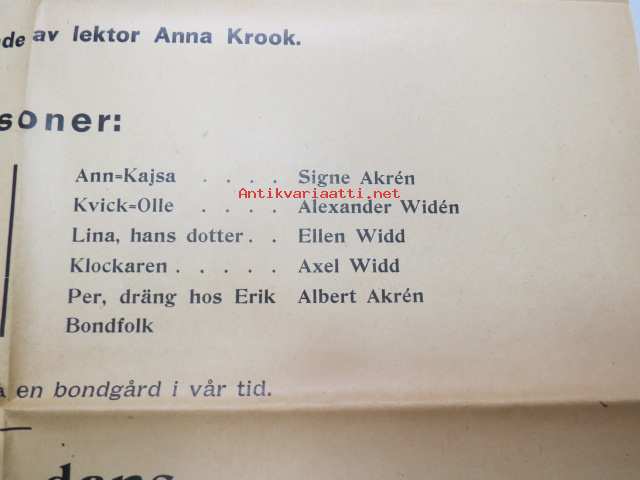 de av lektor Anna Krook.
soner:
Ann=Kajsa . . . . Signe Akrén
Antikvariaatti.net
Kvick=Olle . . . . Alexander Widén
Lina, hans dotter . . Ellen Widd
Klockaren . . . . . Axel Widd
Per, dräng hos Erik Albert Akrén
Bondfolk
en bondgård i vår tid.
dans